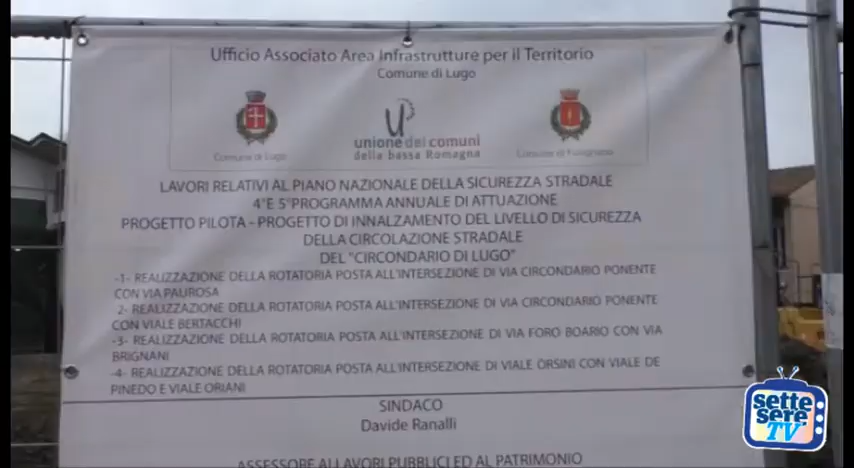 Ufficio Associato Area Infrastrutture per il Territorio
Comune di Lugo
Comune di Lugo
unione dei comuni
della bassa Romagna
Comune di
LAVORI RELATIVI AL PIANO NAZIONALE DELLA SICUREZZA STRADALE
4°E 5°PROGRAMMA ANNUALE DI ATTUAZIONE
PROGETTO PILOTA - PROGETTO DI INNALZAMENTO DEL LIVELLO DI SICUREZZA
DELLA CIRCOLAZIONE STRADALE
DEL "CIRCONDARIO DI LUGO"
-1- REALIZZAZIONE DELLA ROTATORIA POSTA ALL'INTERSEZIONE DI VIA CIRCONDARIO PONENTE
CON VIA PAUROSA
2- REALIZZAZIONE DELLA ROTATORIA POSTA ALL'INTERSEZIONE DI VIA CIRCONDARIO PONENTE
CON VIALE BERTACCHI
-3- REALIZZAZIONE DELLA ROTATORIA POSTA ALL'INTERSEZIONE DI VIA FORO BOARIO CON VIA
BRIGNANI
-4- REALIZZAZIONE DELLA ROTATORIA POSTA ALL'INTERSEZIONE DI VIALE ORSINI CON VIALE DE
PINEDO E VIALE ORIANI
SINDACO
Davide Ranalli
ASSESSORE AI LAVORI PUBBLICI ED AL PATRIMONIO
sette
sere
TV